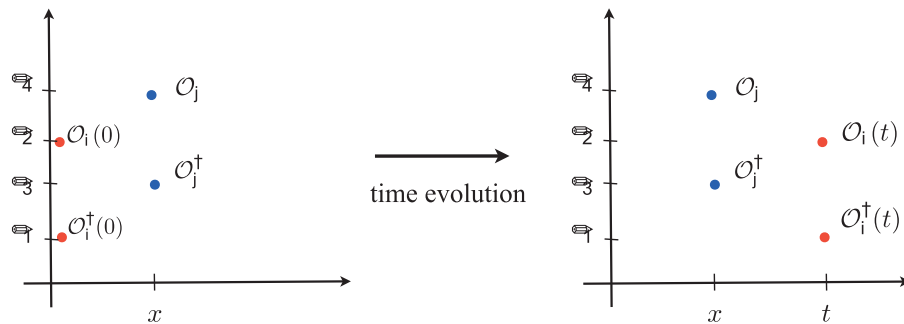 ✏4
𝒪ⱼ
✏2
𝒪ᵢ(0)
✏3
𝒪ⱼ†
✏1
𝒪ᵢ†(0)
x
time evolution
✏4
𝒪ⱼ
✏2
𝒪ᵢ(t)
✏3
𝒪ⱼ†
✏1
𝒪ᵢ†(t)
x
t